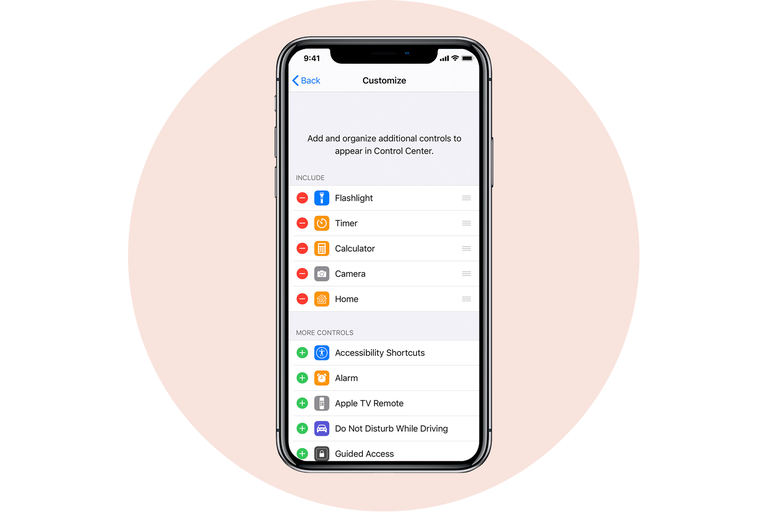 9:41
Back
Customize
Add and organize additional controls to
appear in Control Center.
INCLUDE
Flashlight
Timer
Calculator
Camera
Home
MORE CONTROLS
Accessibility Shortcuts
Alarm
Apple TV Remote
Do Not Disturb While Driving
Guided Access